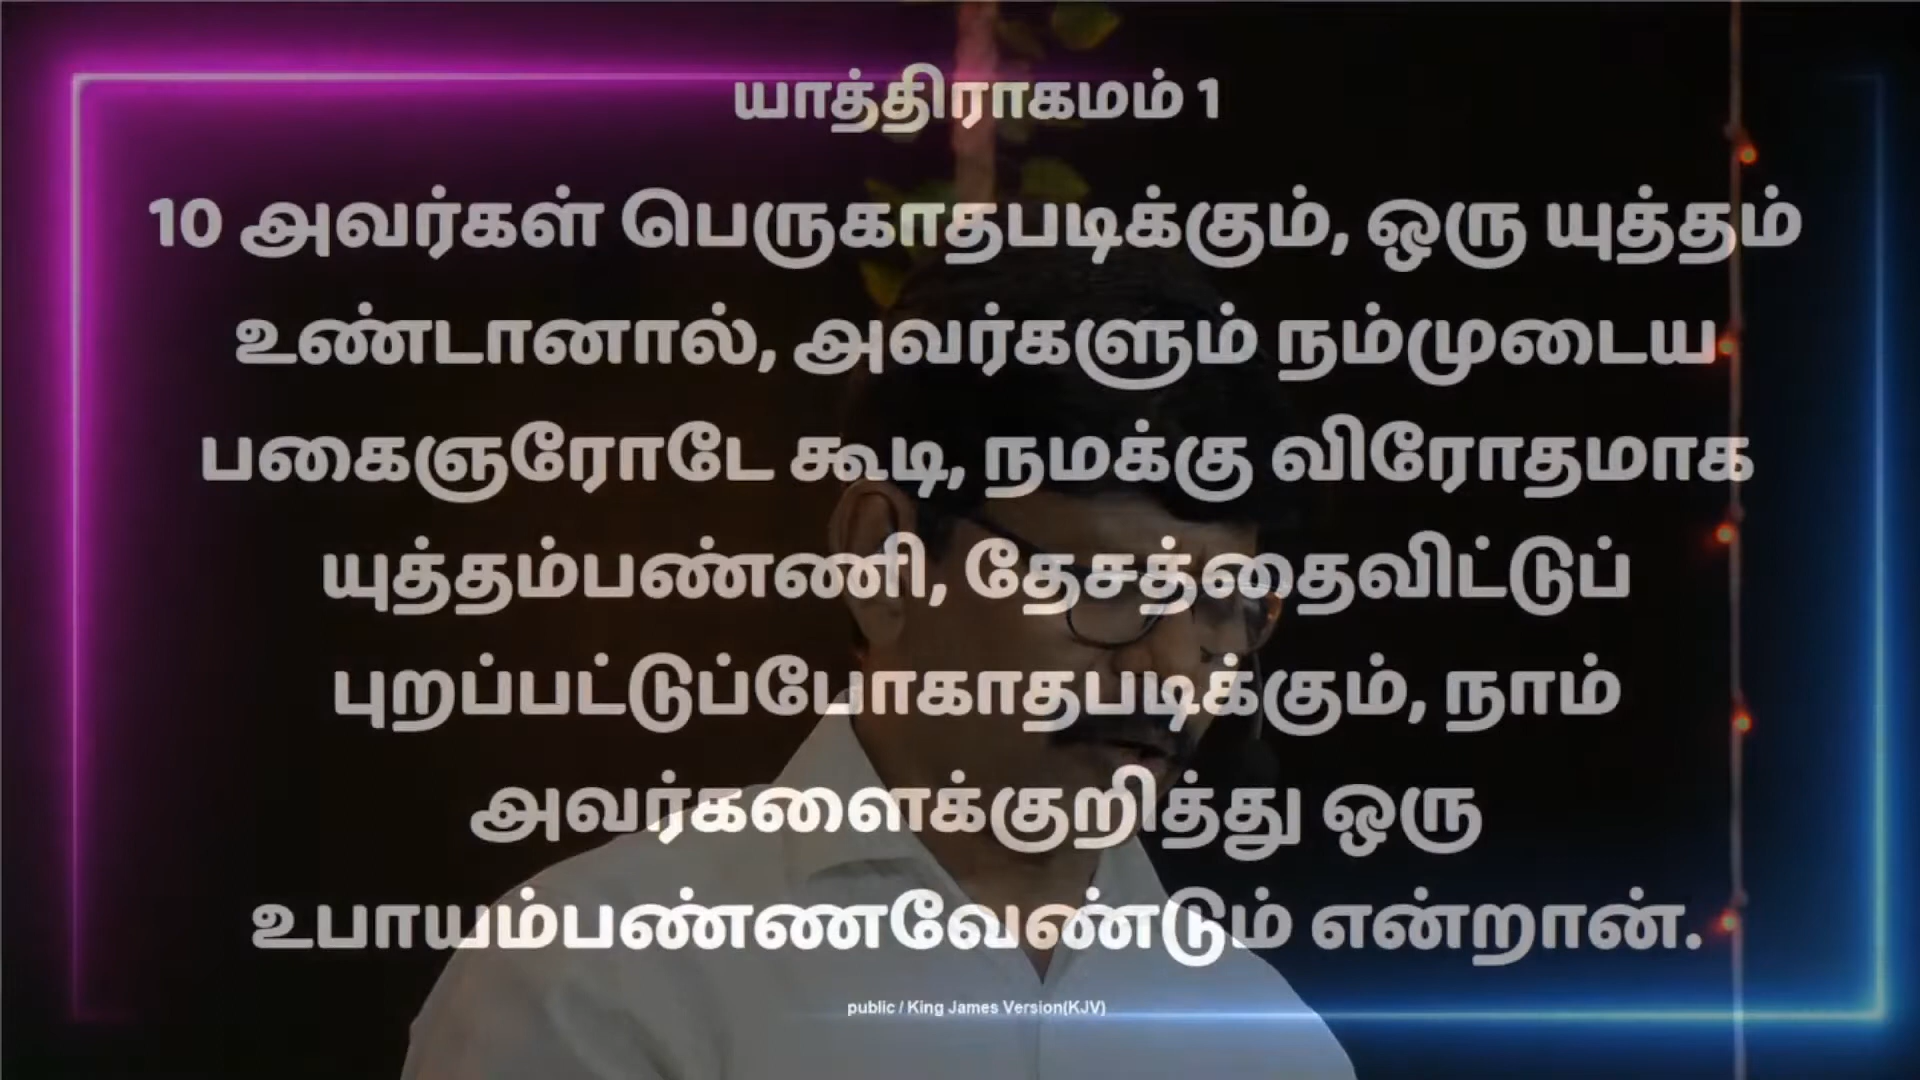 யாத்திராகமம் 1
10 அவர்கள் பெருகாதபடிக்கும், ஒரு யுத்தம்
உண்டானால், அவர்களும் நம்முடைய
பகைஞரோடே கூடி, நமக்கு விரோதமாக
யுத்தம்பண்ணி, தேசத்தைவிட்டுப்
புறப்பட்டுப்போகாதபடிக்கும், நாம்
அவர்களைக்குறித்து ஒரு
உபாயம்பண்ணவேண்டும் என்றான்.
public / King James Version(KJV)